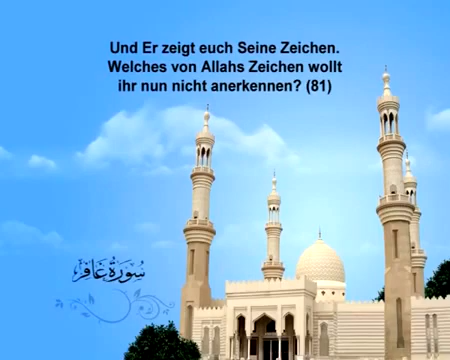 Und Er zeigt euch Seine Zeichen.
Welches von Allahs Zeichen wollt
ihr nun nicht anerkennen? (81)
سورة غافر